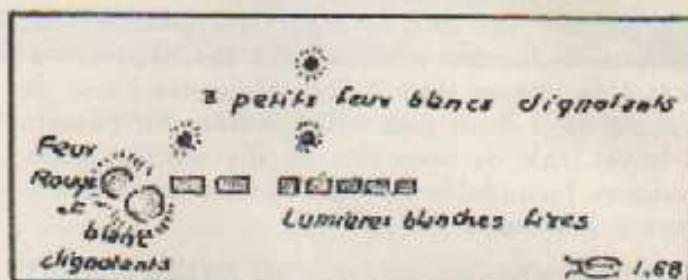 3 petits feux blancs clignotants
Feux
Rouge
et
blanc
clignotants
Lumières blanches fixes
1.68